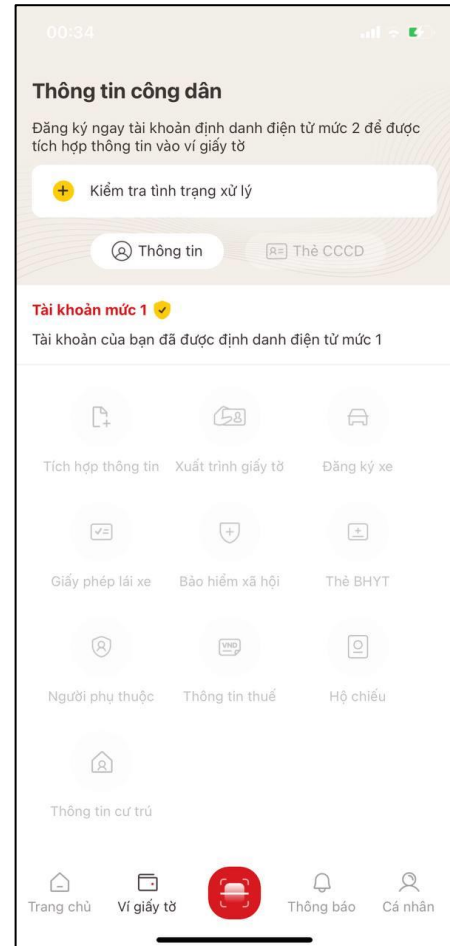 00:34
Thông tin công dân
Đăng ký ngay tài khoản định danh điện tử mức 2 để được
tích hợp thông tin vào ví giấy tờ
Kiểm tra tình trạng xử lý
Thông tin Thẻ CCCD
Tài khoản mức 1
Tài khoản của bạn đã được định danh điện tử mức 1
Tích hợp thông tin Xuất trình giấy tờ Đăng ký xe
Giấy phép lái xe Bảo hiểm xã hội Thẻ BHYT
VND
Người phụ thuộc Thông tin thuế Hộ chiếu
Thông tin cư trú
Trang chủ Ví giấy tờ Thông báo Cá nhân